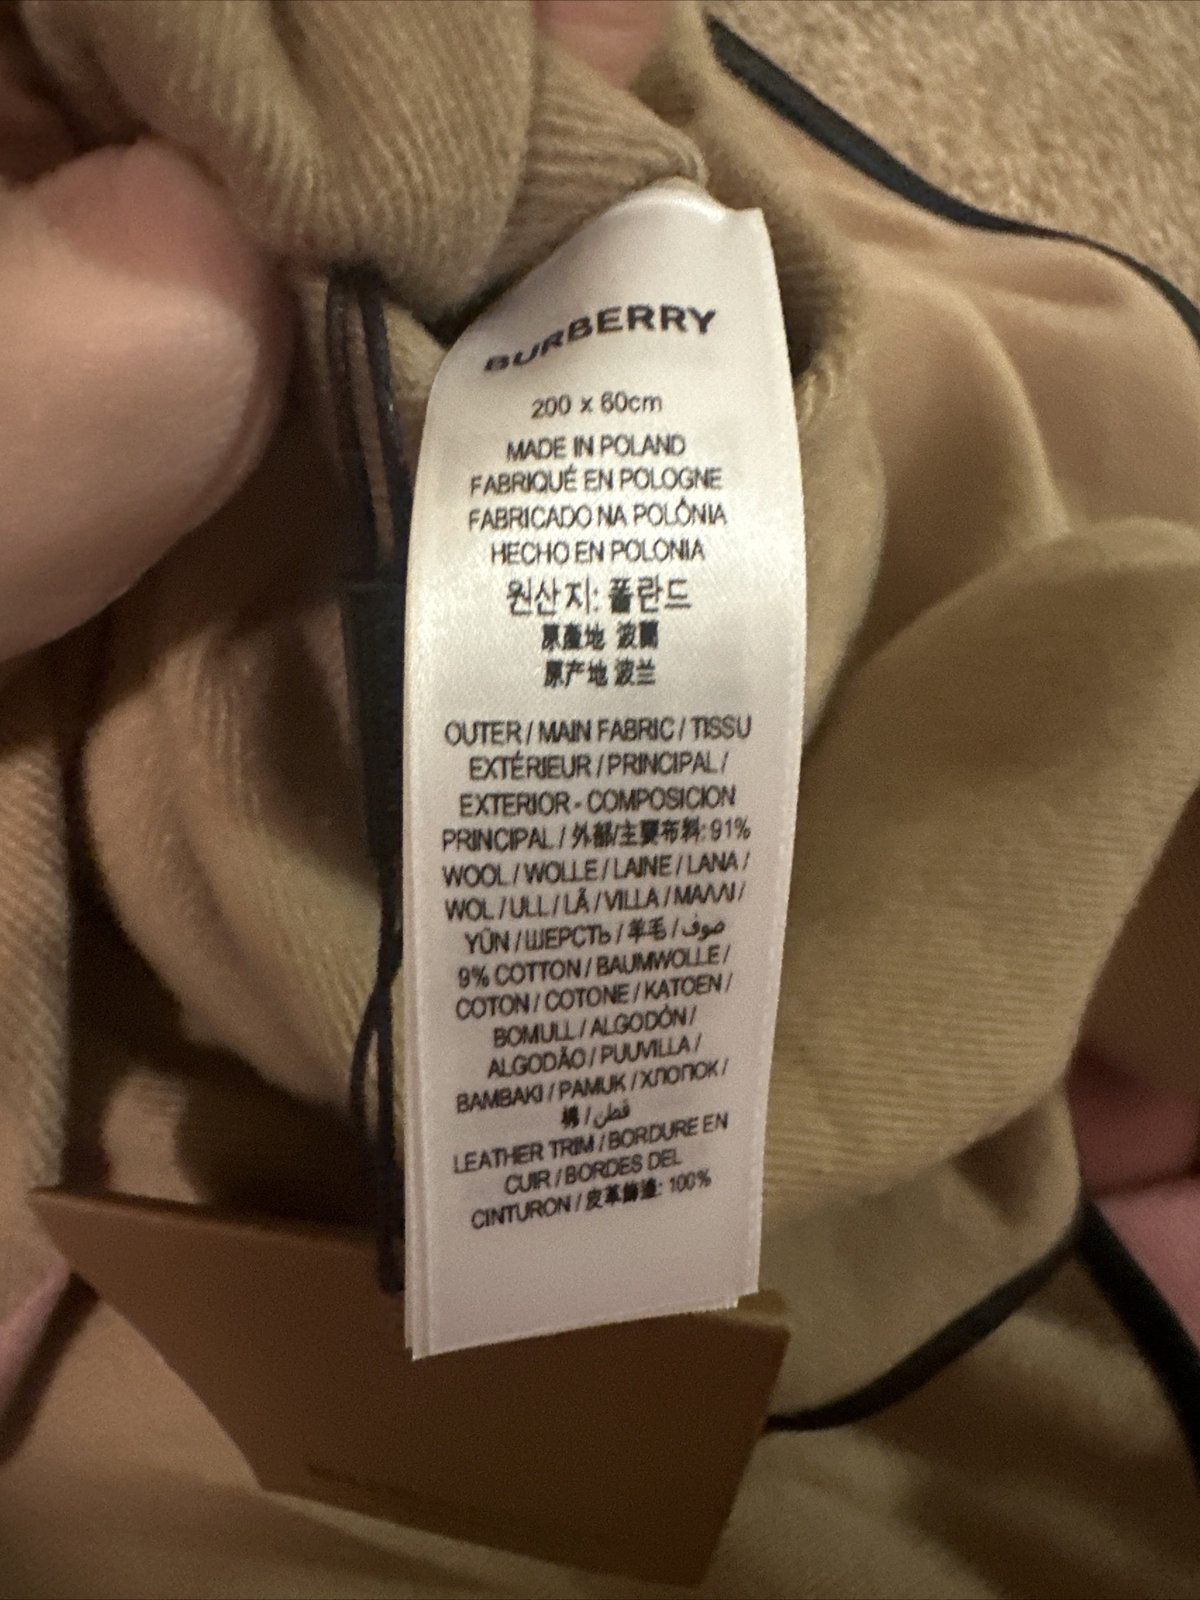 BURBERRY
200 x 60cm
MADE IN POLAND
FABRIQUÉ EN POLOGNE
FABRICADO NA POLÔNIA
HECHO EN POLONIA
원산지: 폴란드
原產地 波蘭
原产地 波兰
OUTER / MAIN FABRIC / TISSU
EXTÉRIEUR / PRINCIPAL /
EXTERIOR - COMPOSICION
PRINCIPAL / 外部/主要布料: 91%
WOOL / WOLLE / LAINE / LANA /
WOL / ULL / LÃ / VILLA / ΜΑΛΛΙ /
YÜN / ШЕРСТЬ / 羊毛 / صوف
9% COTTON / BAUMWOLLE /
COTON / COTONE / KATOEN /
BOMULL / ALGODÓN /
ALGODÃO / PUUVILLA /
BAMBAKI / PAMUK / ХЛОПОК /
棉 / قطن
LEATHER TRIM / BORDURE EN
CUIR / BORDES DEL
CINTURON / 皮革飾邊: 100%